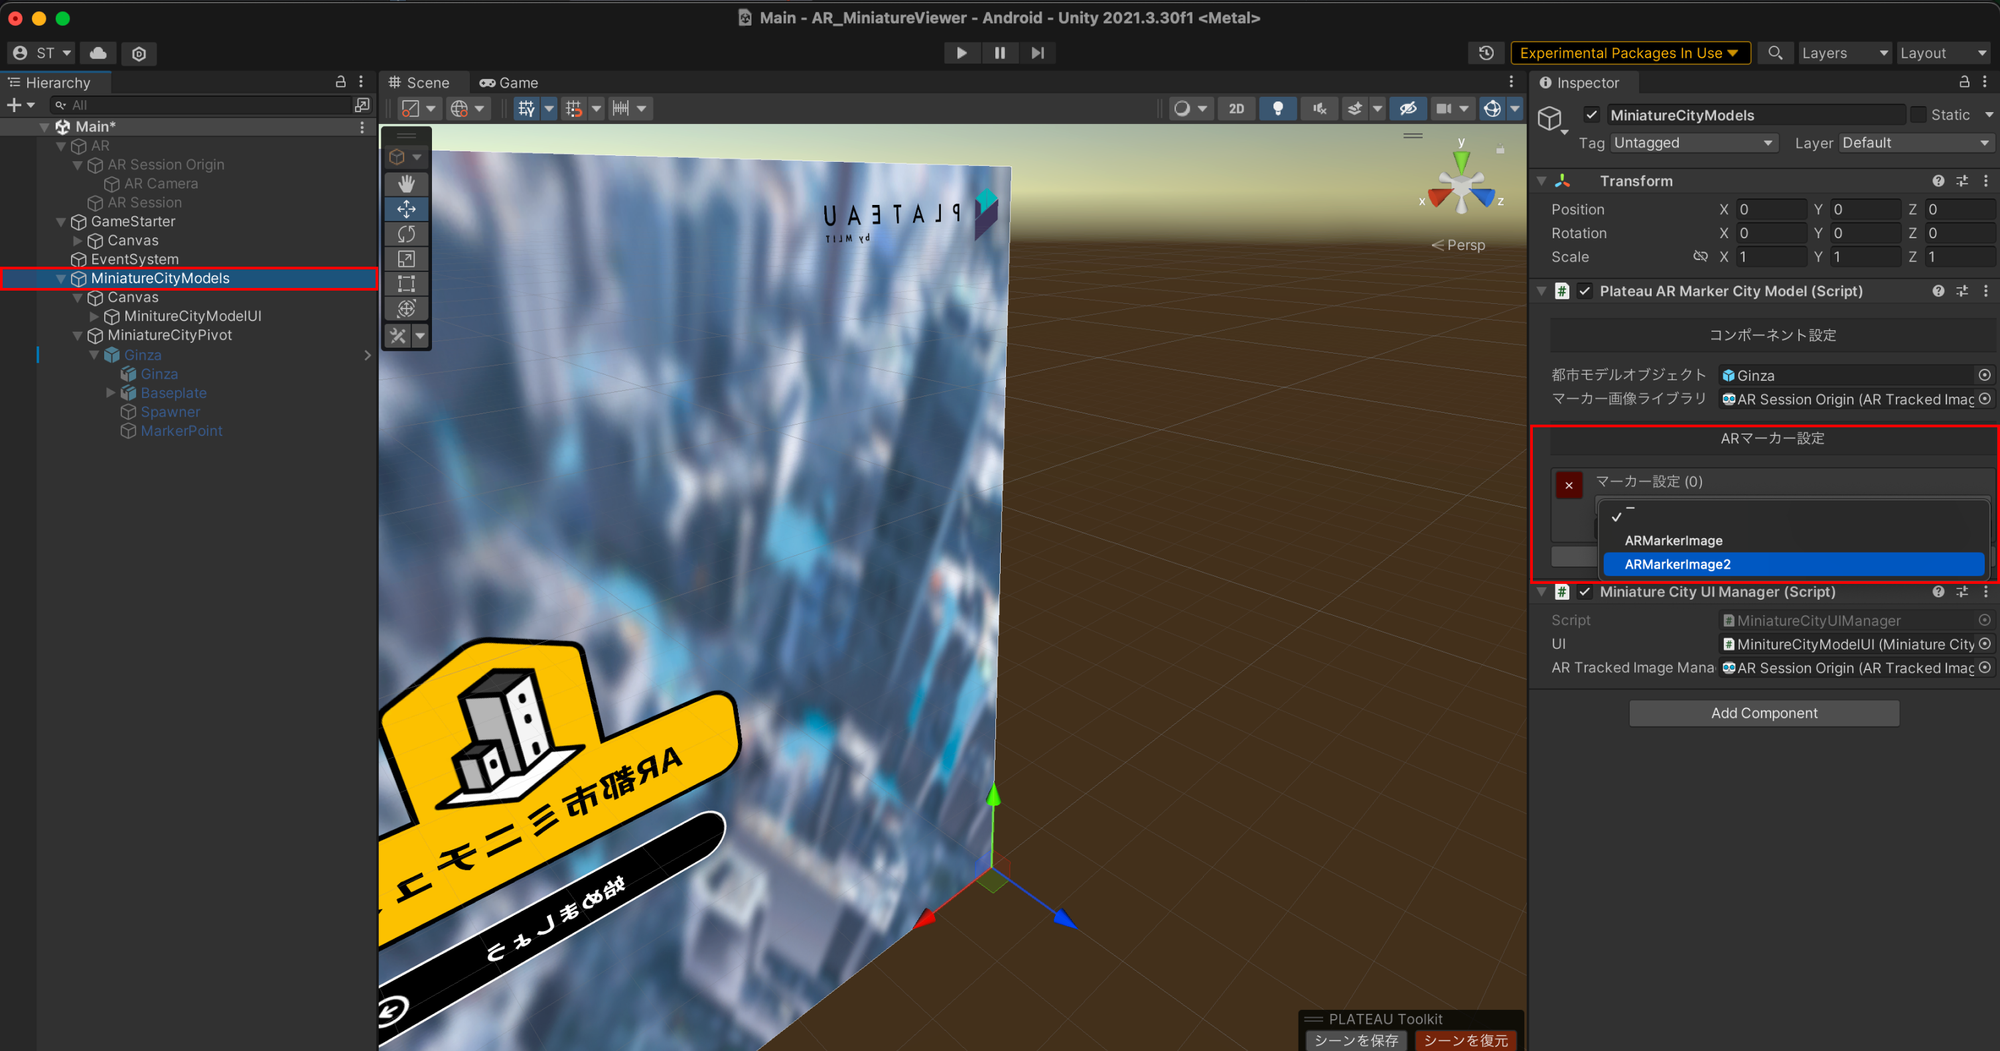 Main - AR_MiniatureViewer - Android - Unity 2021.3.30f1 <Metal>
ST
Experimental Packages In Use
Layers
Layout
Hierarchy
All
Main*
AR
AR Session Origin
AR Camera
AR Session
GameStarter
Canvas
EventSystem
MiniatureCityModels
Canvas
MinitureCityModelUI
MiniatureCityPivot
Ginza
Ginza
Baseplate
Spawner
MarkerPoint
Scene
Game
2D
y
x
z
Persp
PLATEAU
by MLIT
AR都市ミニチュ
始めましょう
PLATEAU Toolkit
シーンを保存
シーンを復元
Inspector
MiniatureCityModels
Static
Tag Untagged
Layer Default
Transform
Position X 0 Y 0 Z 0
Rotation X 0 Y 0 Z 0
Scale X 1 Y 1 Z 1
Plateau AR Marker City Model (Script)
コンポーネント設定
都市モデルオブジェクト Ginza
マーカー画像ライブラリ AR Session Origin (AR Tracked Imag
ARマーカー設定
× マーカー設定 (0)
✓ –
ARMarkerImage
ARMarkerImage2
Miniature City UI Manager (Script)
Script MiniatureCityUIManager
UI MinitureCityModelUI (Miniature City
AR Tracked Image Mana AR Session Origin (AR Tracked Imag
Add Component